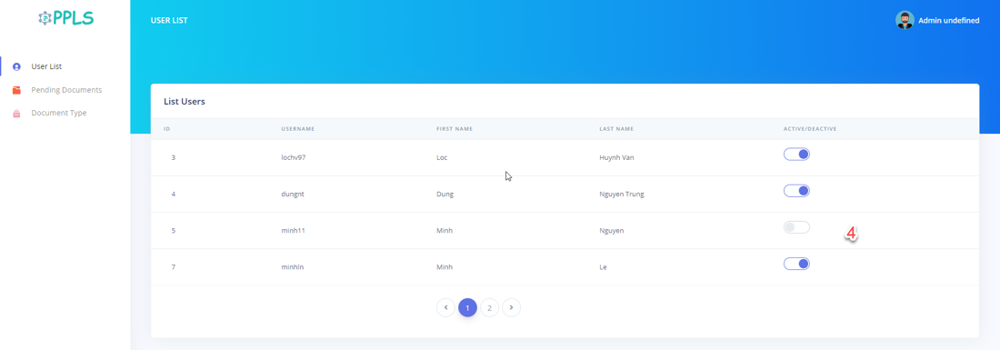 PPLS
USER LIST
Admin undefined
User List
Pending Documents
Document Type
List Users
ID USERNAME FIRST NAME LAST NAME ACTIVE/DEACTIVE
3 lochv97 Loc Huynh Van
4 dungnt Dung Nguyen Trung
5 minh11 Minh Nguyen 4
7 minhln Minh Le
1 2